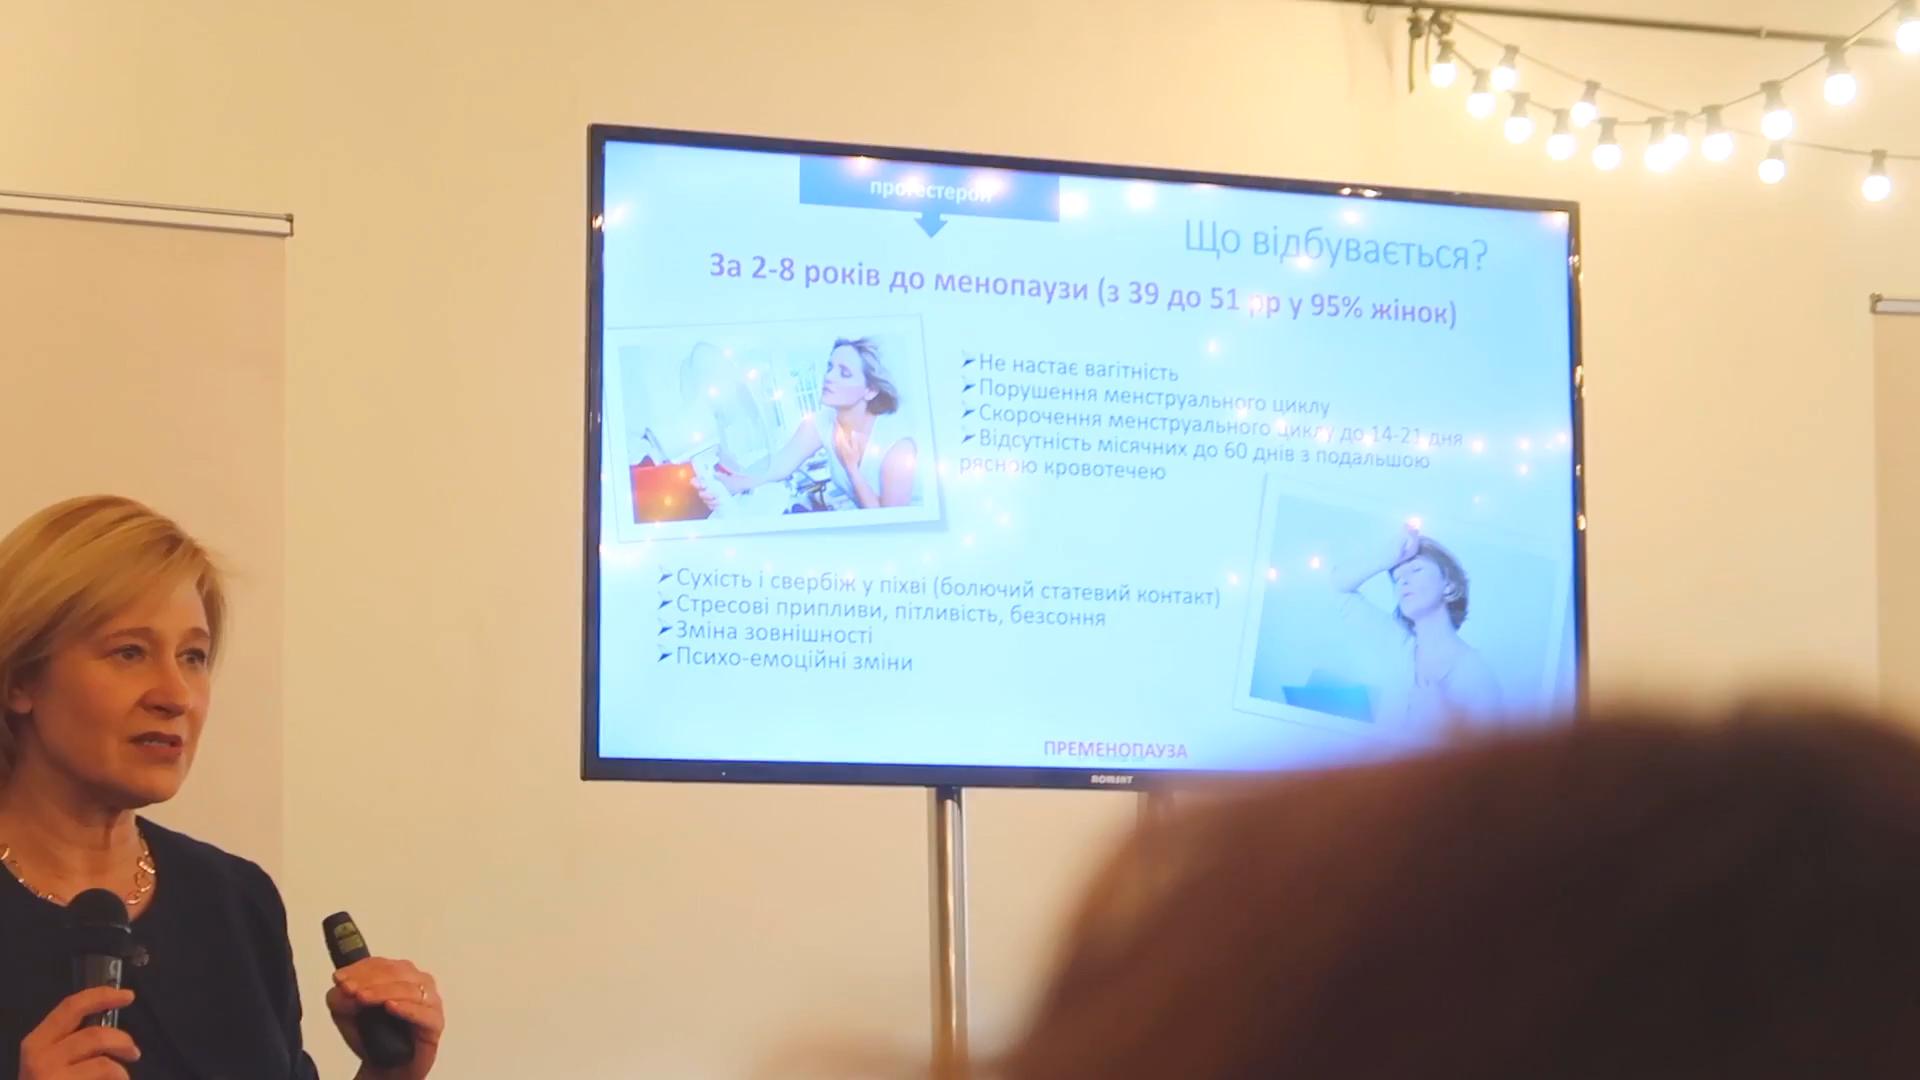 прогестерон
Що відбувається?
За 2-8 років до менопаузи (з 39 до 51 рр у 95% жінок)
➢Не настає вагітність
➢Порушення менструального циклу
➢Скорочення менструального циклу до 14-21 дня
➢Відсутність місячних до 60 днів з подальшою
рясною кровотечею
➢Сухість і свербіж у піхві (болючий статевий контакт)
➢Стресові припливи, пітливість, безсоння
➢Зміна зовнішності
➢Психо-емоційні зміни
ПРЕМЕНОПАУЗА